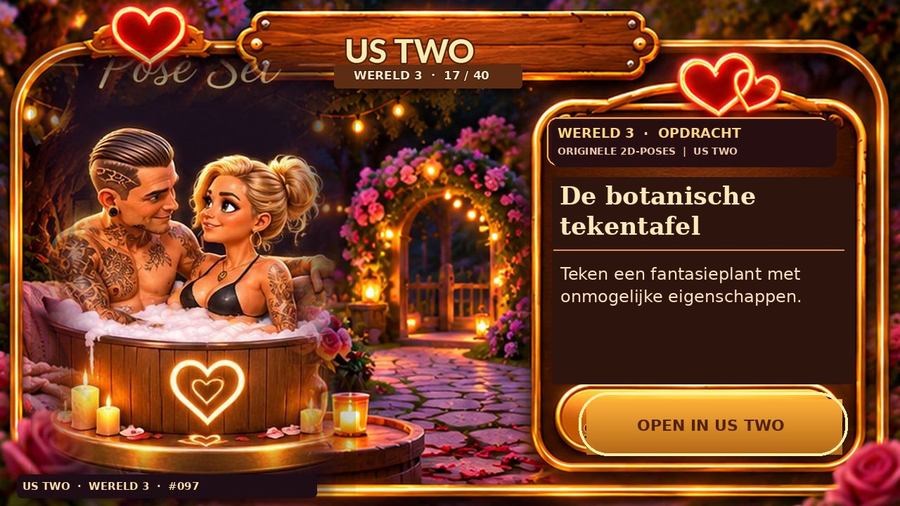 US TWO
WERELD 3 · 17 / 40
Pose Set
WERELD 3 · OPDRACHT
ORIGINELE 2D-POSES | US TWO
De botanische
tekentafel
Teken een fantasieplant met
onmogelijke eigenschappen.
OPEN IN US TWO
US TWO · WERELD 3 · #097